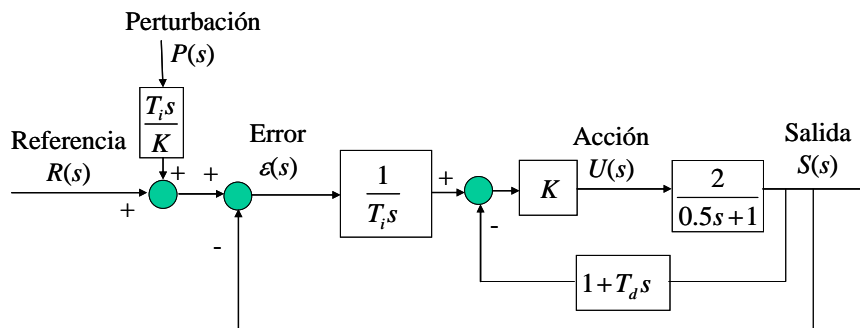 Perturbación
P(s)
T_i s
K
Referencia
R(s)
+
+
+
Error
ε(s)
-
1
T_i s
+
-
K
Acción
U(s)
2
0.5s+1
Salida
S(s)
1+T_d s